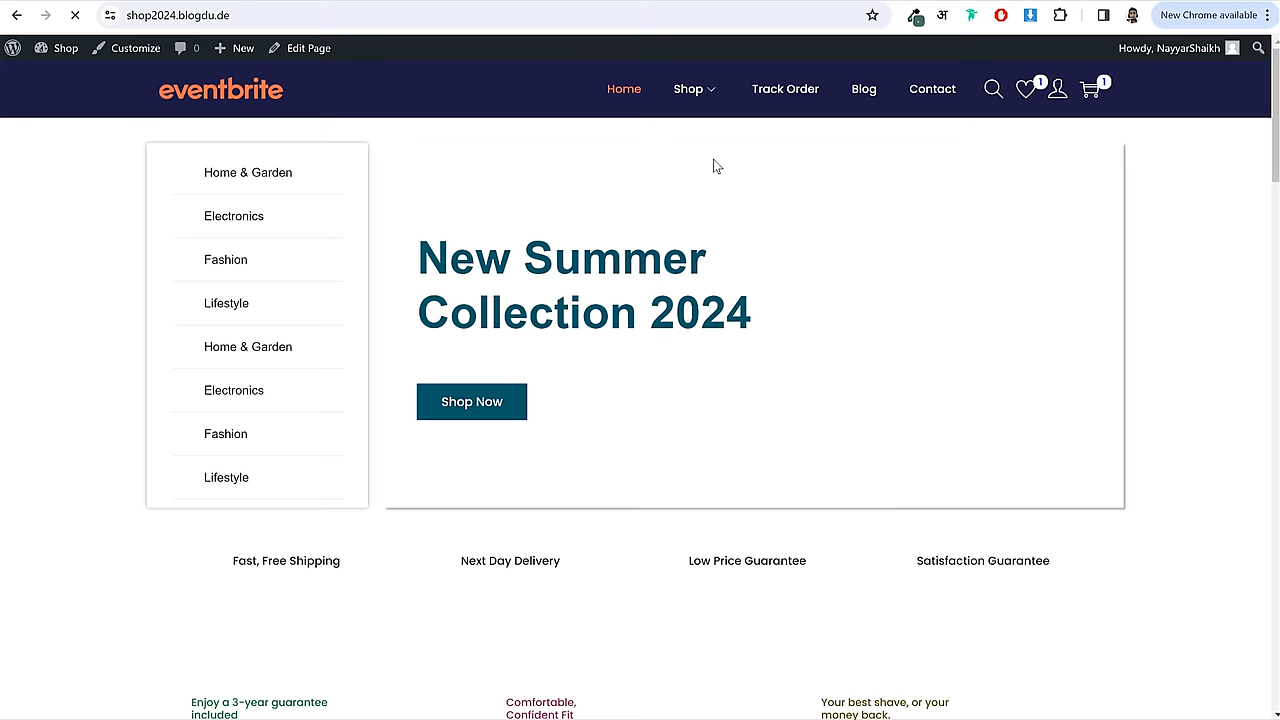 shop2024.blogdu.de
अ
New Chrome available
Shop
Customize
0
New
Edit Page
Howdy, NayyarShaikh
eventbrite
Home
Shop
Track Order
Blog
Contact
1
1
Home & Garden
Electronics
Fashion
Lifestyle
Home & Garden
Electronics
Fashion
Lifestyle
New Summer
Collection 2024
Shop Now
Fast, Free Shipping
Next Day Delivery
Low Price Guarantee
Satisfaction Guarantee
Enjoy a 3-year guarantee
included
Comfortable,
Confident Fit
Your best shave, or your
money back.